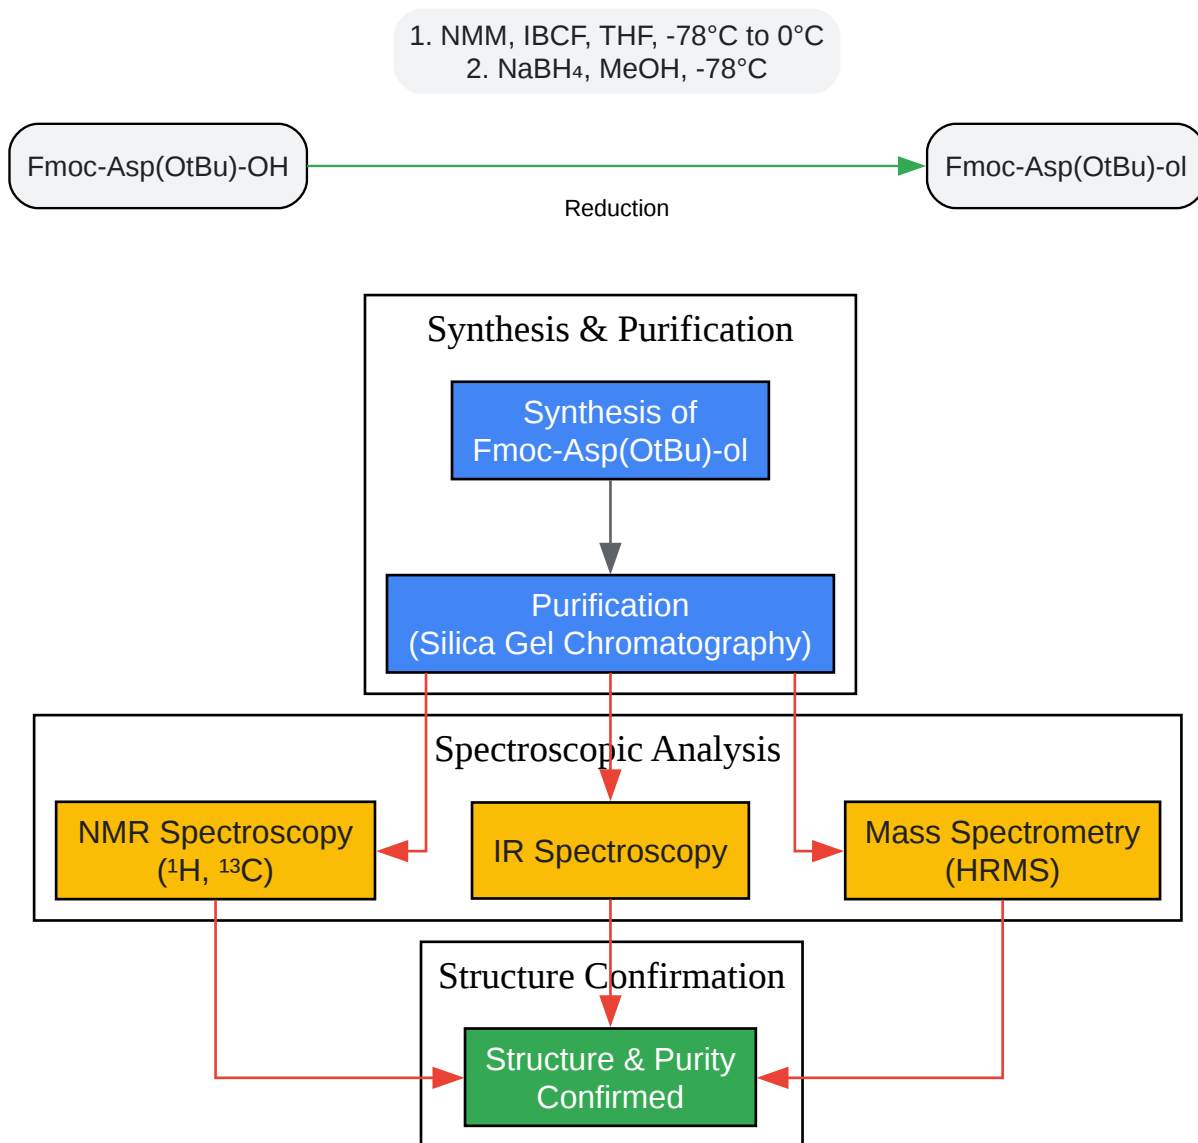 1. NMM, IBCF, THF, -78°C to 0°C
2. NaBH₄, MeOH, -78°C
Fmoc-Asp(OtBu)-OH
Fmoc-Asp(OtBu)-ol
Reduction
Synthesis & Purification
Synthesis of
Fmoc-Asp(OtBu)-ol
Purification
(Silica Gel Chromatography)
Spectroscopic Analysis
NMR Spectroscopy
(¹H, ¹³C)
IR Spectroscopy
Mass Spectrometry
(HRMS)
Structure Confirmation
Structure & Purity
Confirmed